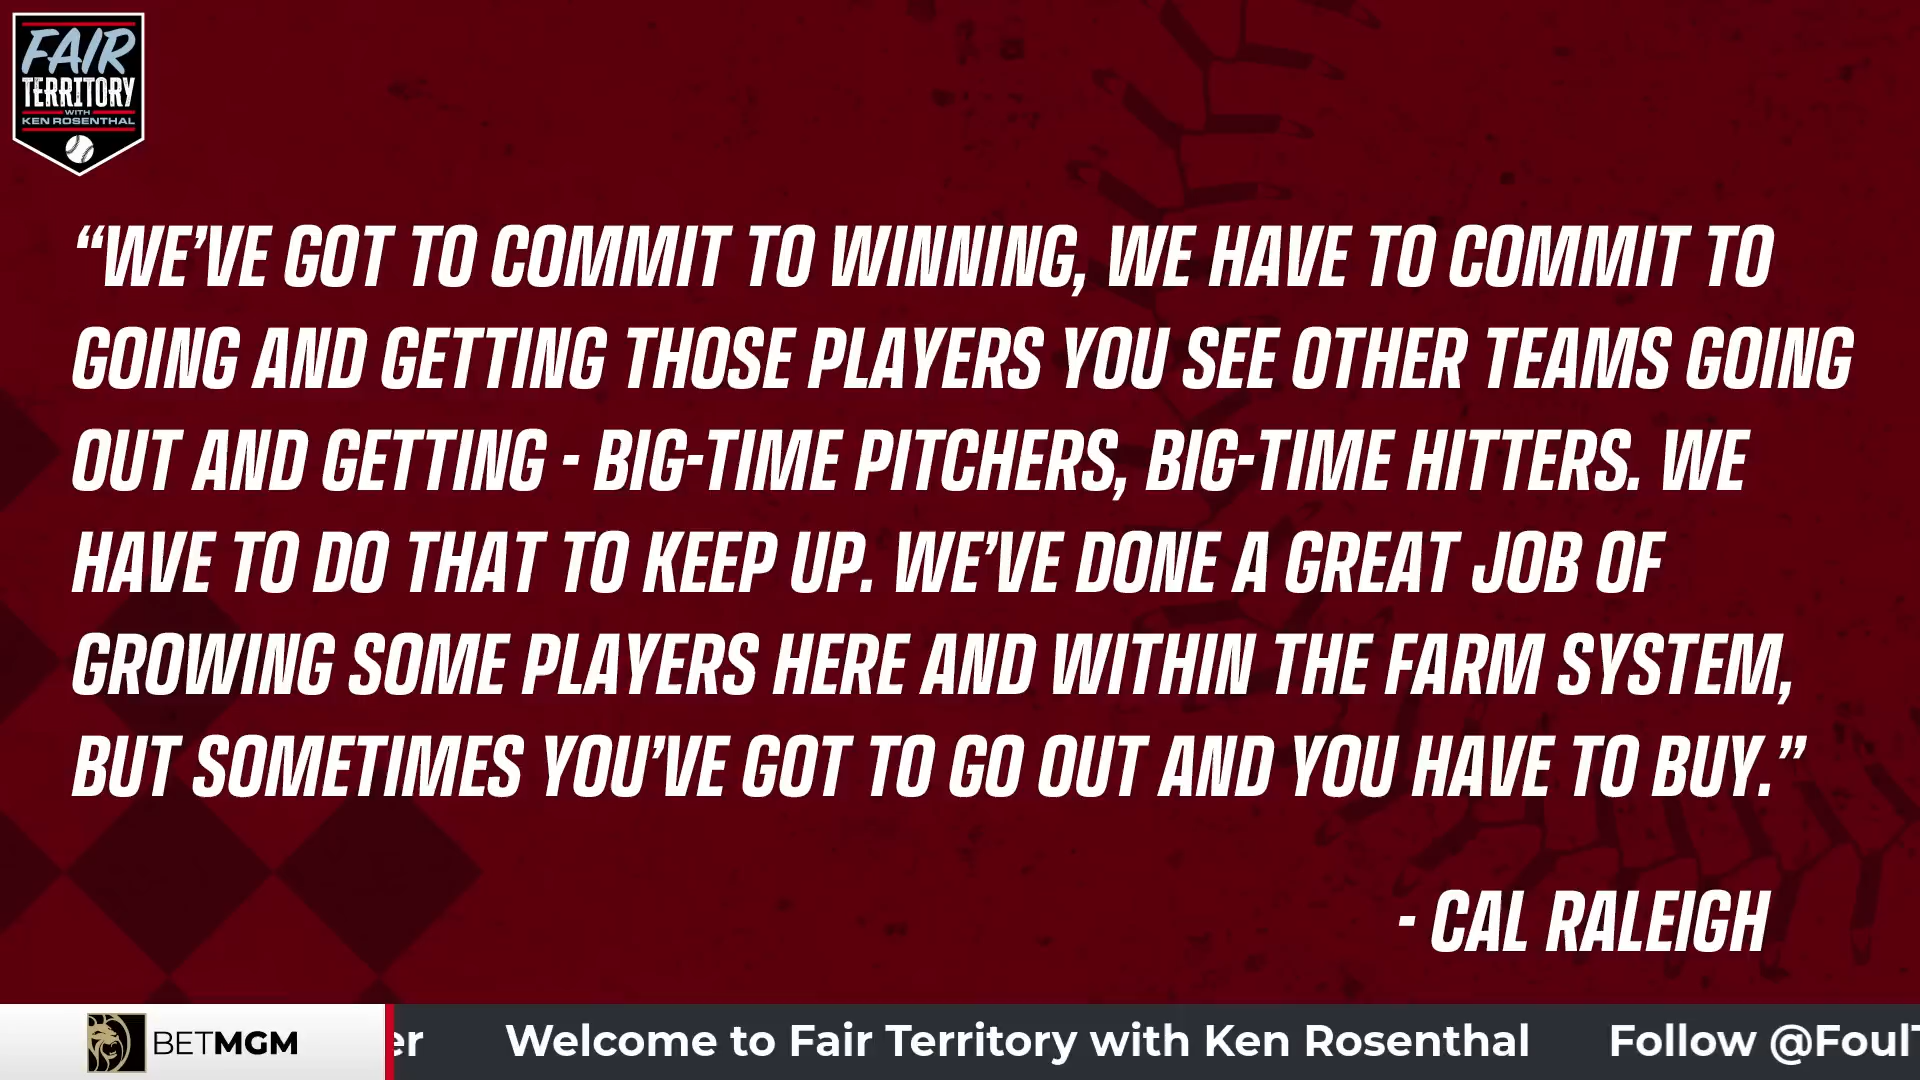 FAIR
TERRITORY
WITH
KEN ROSENTHAL
“WE’VE GOT TO COMMIT TO WINNING, WE HAVE TO COMMIT TO
GOING AND GETTING THOSE PLAYERS YOU SEE OTHER TEAMS GOING
OUT AND GETTING - BIG-TIME PITCHERS, BIG-TIME HITTERS. WE
HAVE TO DO THAT TO KEEP UP. WE’VE DONE A GREAT JOB OF
GROWING SOME PLAYERS HERE AND WITHIN THE FARM SYSTEM,
BUT SOMETIMES YOU’VE GOT TO GO OUT AND YOU HAVE TO BUY.”
- CAL RALEIGH
BETMGM er Welcome to Fair Territory with Ken Rosenthal Follow @Foul